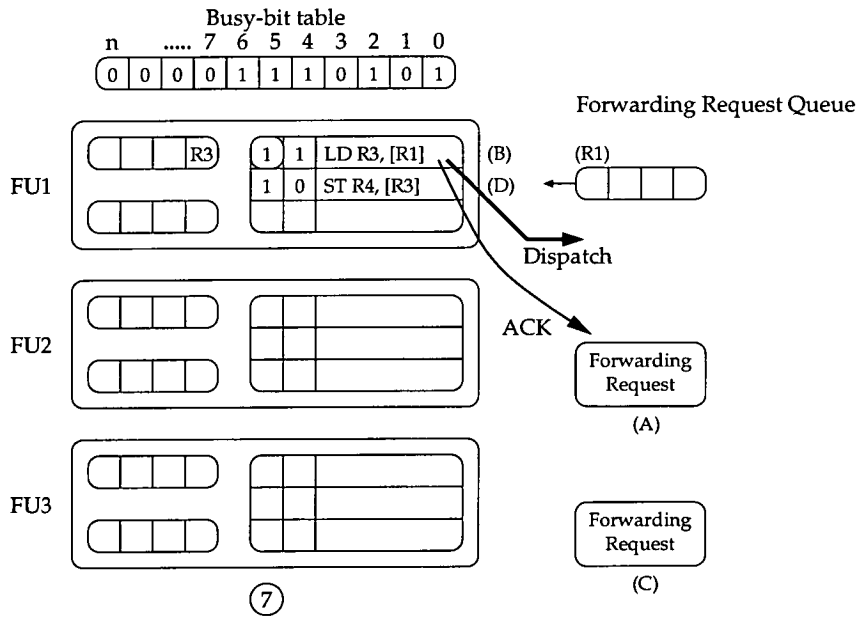 Busy-bit table
n ..... 7 6 5 4 3 2 1 0
0 0 0 0 1 1 1 0 1 0 1
Forwarding Request Queue
FU1
R3
1 1 LD R3, [R1]
(B)
(R1)
1 0 ST R4, [R3]
(D)
Dispatch
ACK
FU2
Forwarding
Request
(A)
FU3
Forwarding
Request
(C)
7